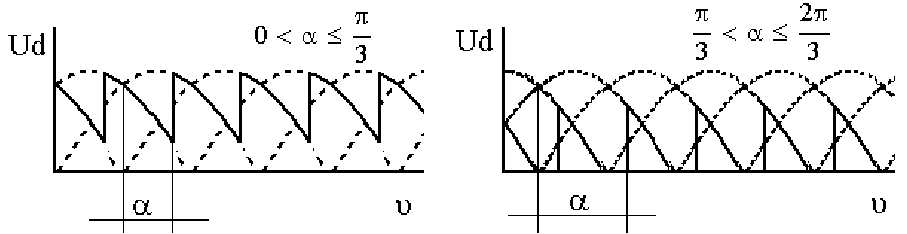 Ud
0 < α ≤ π/3
α
υ
Ud
π/3 < α ≤ 2π/3
α
υ